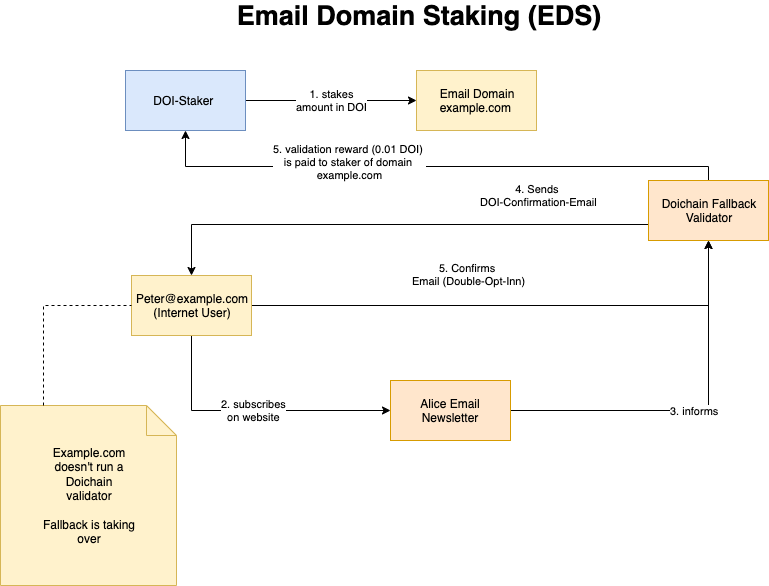 Email Domain Staking (EDS)
DOI-Staker
1. stakes
amount in DOI
Email Domain
example.com
5. validation reward (0.01 DOI)
is paid to staker of domain
example.com
4. Sends
DOI-Confirmation-Email
Doichain Fallback
Validator
Peter@example.com
(Internet User)
5. Confirms
Email (Double-Opt-Inn)
2. subscribes
on website
Alice Email
Newsletter
3. informs
Example.com
doesn't run a
Doichain
validator
Fallback is taking
over